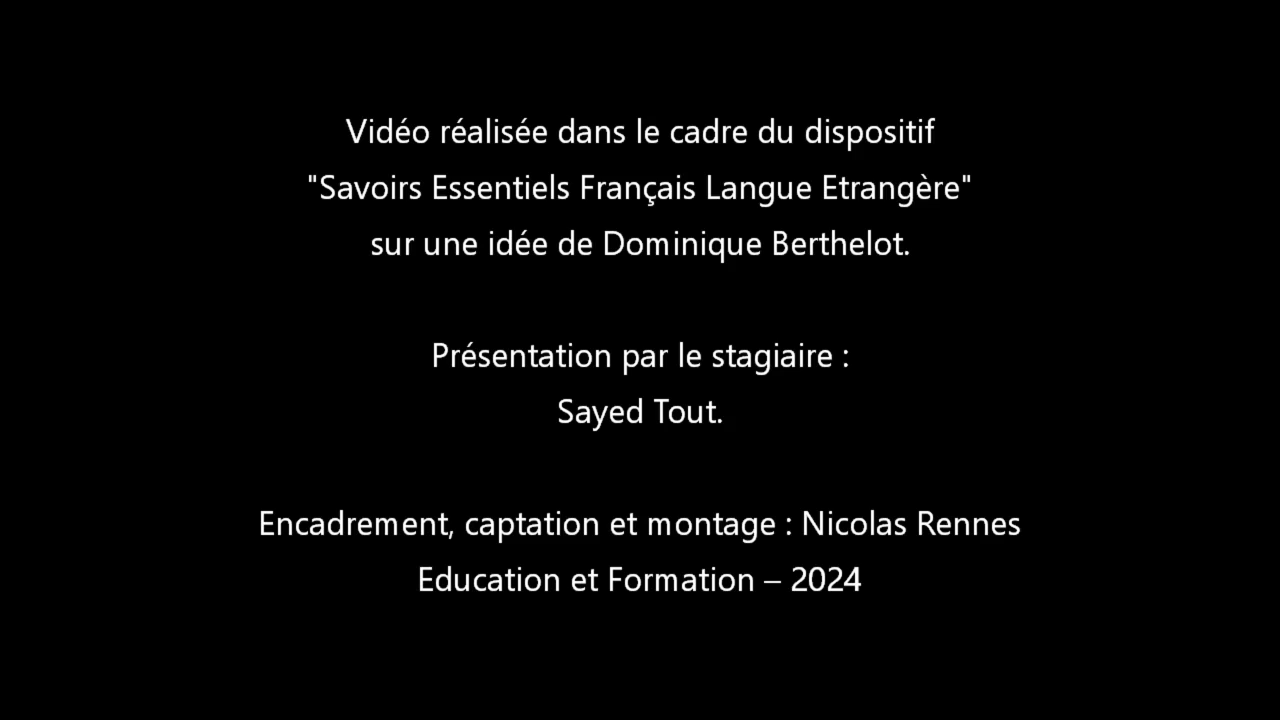 Vidéo réalisée dans le cadre du dispositif
"Savoirs Essentiels Français Langue Etrangère"
sur une idée de Dominique Berthelot.
Présentation par le stagiaire :
Sayed Tout.
Encadrement, captation et montage : Nicolas Rennes
Education et Formation – 2024